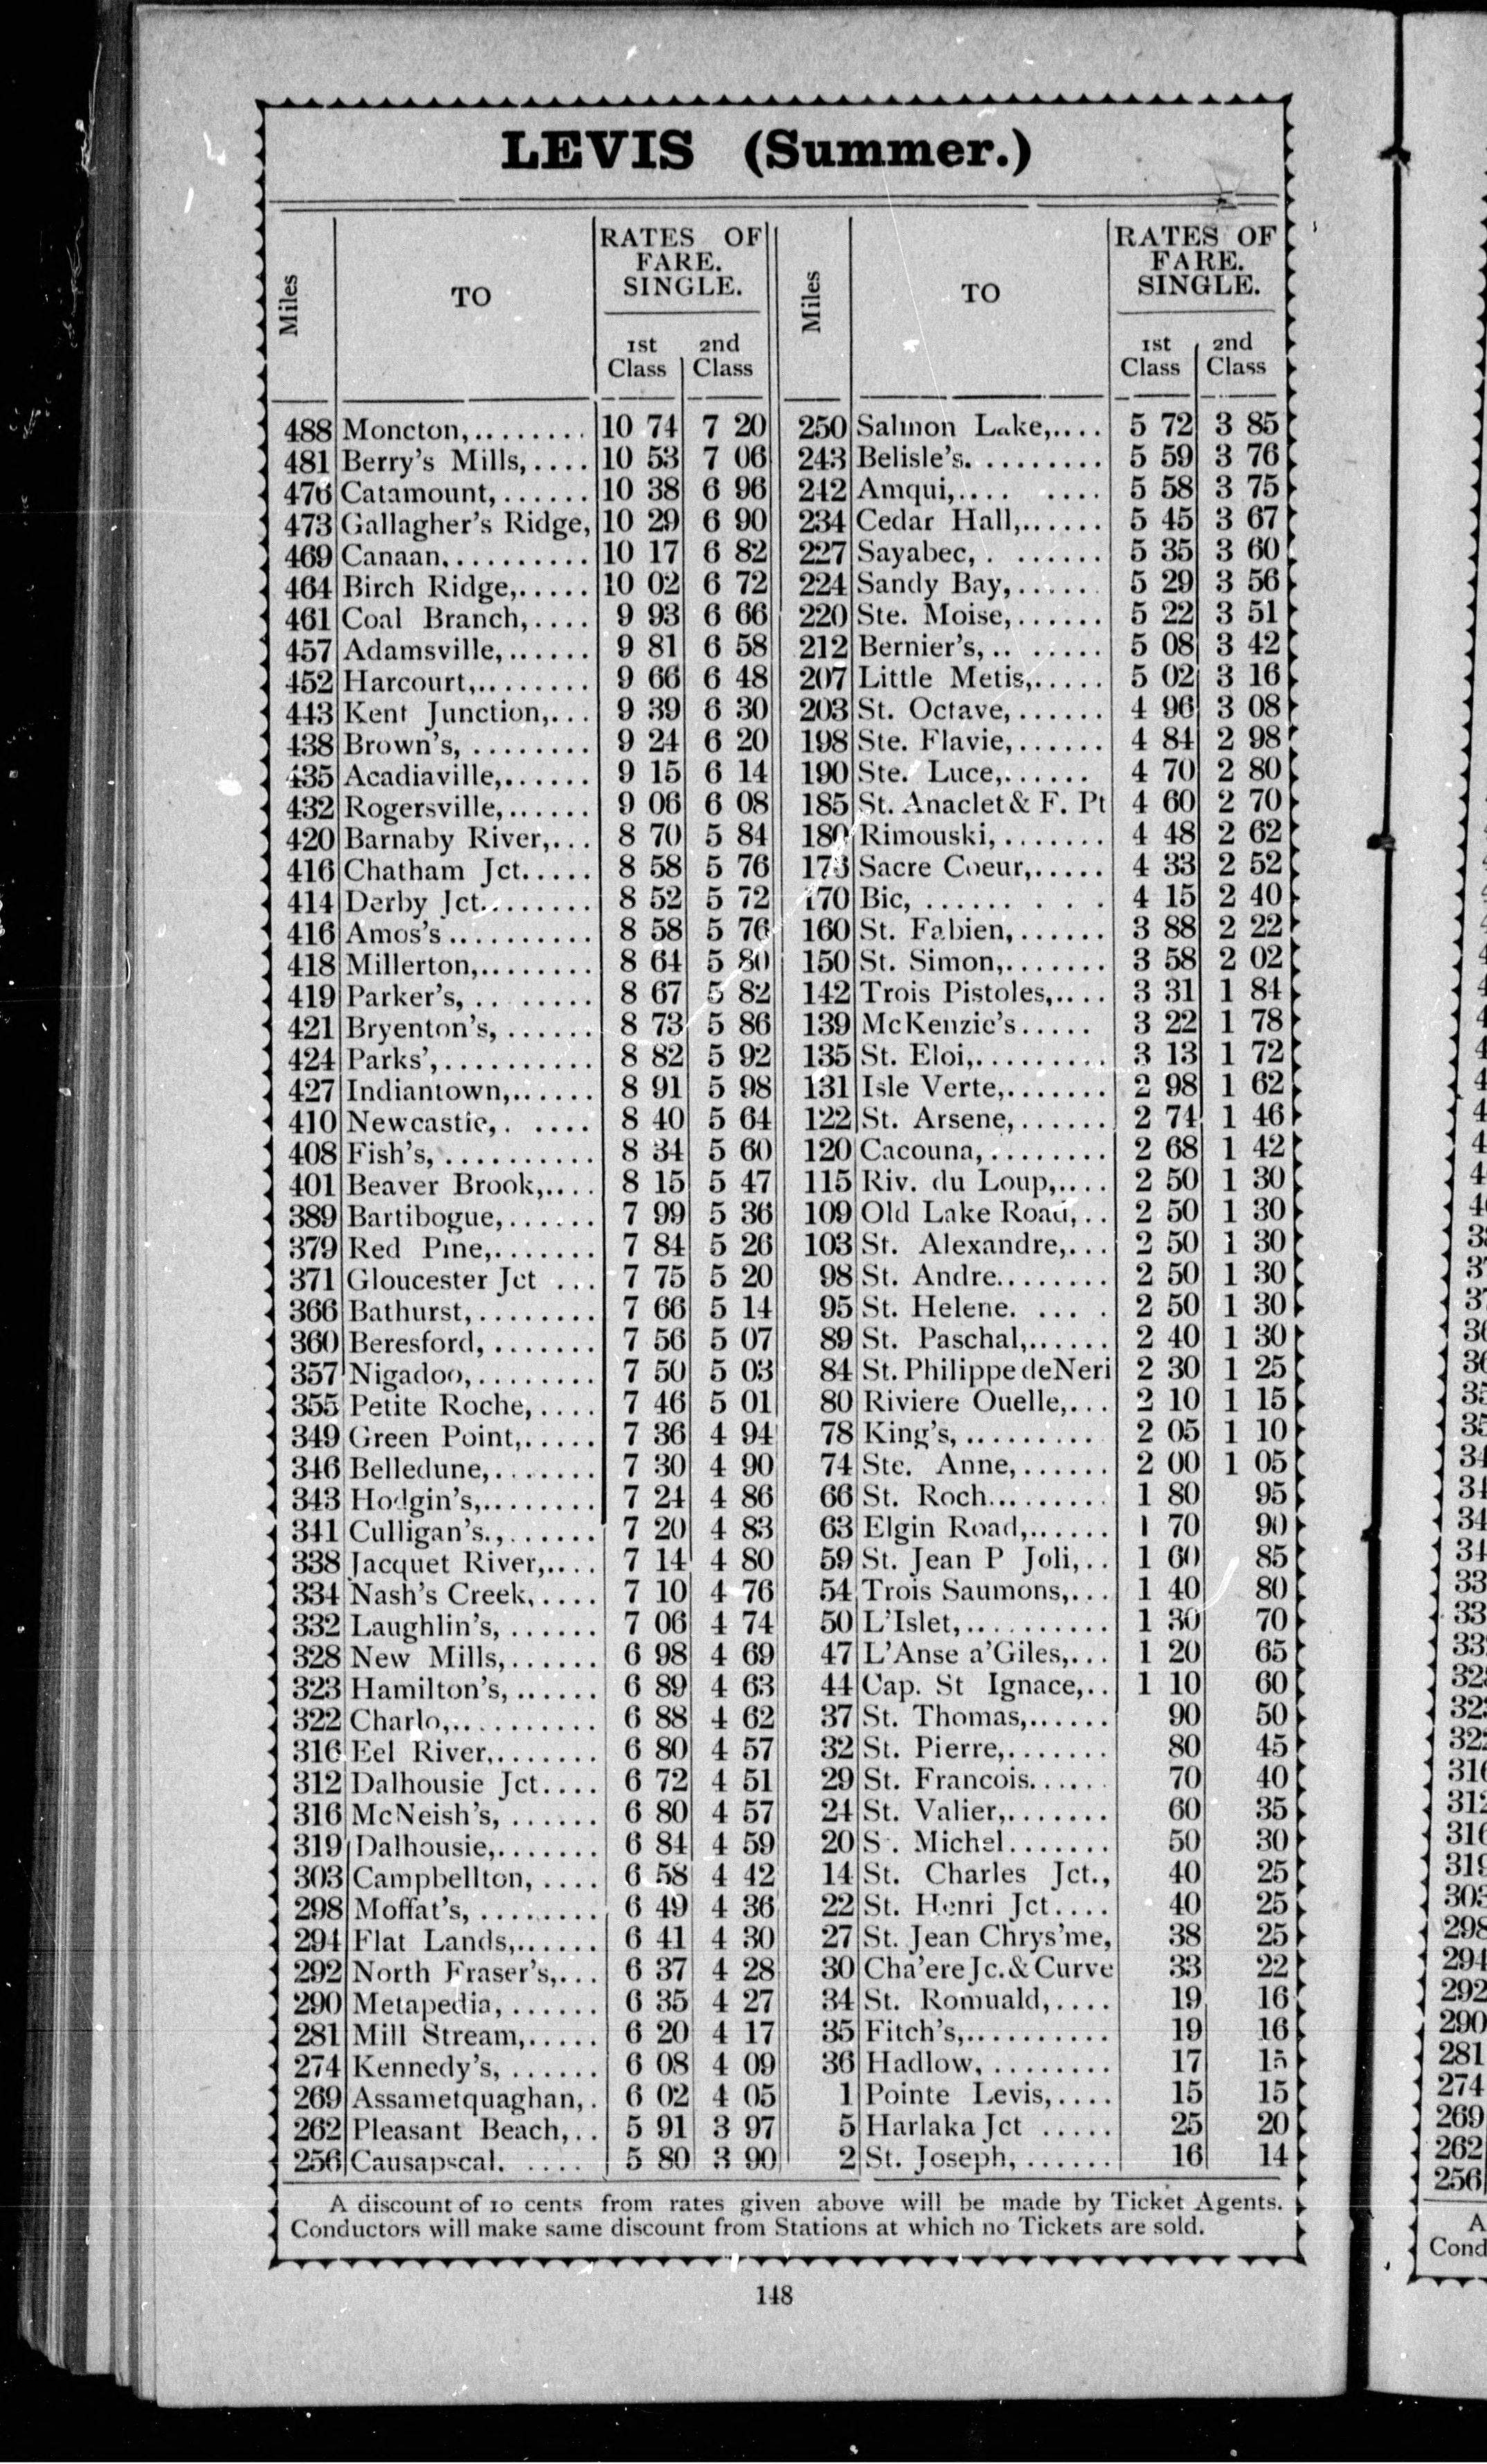 LEVIS (Summer.)
Miles TO RATES OF FARE. SINGLE. 1st Class 2nd Class
488 Moncton,........ 10 74 7 20
481 Berry's Mills,.... 10 53 7 06
476 Catamount,...... 10 38 6 96
473 Gallagher's Ridge, 10 29 6 90
469 Canaan.......... 10 17 6 82
464 Birch Ridge,..... 10 02 6 72
461 Coal Branch,.... 9 93 6 66
457 Adamsville,...... 9 81 6 58
452 Harcourt,........ 9 66 6 48
443 Kent Junction,... 9 39 6 30
438 Brown's, ........ 9 24 6 20
435 Acadiaville,...... 9 15 6 14
432 Rogersville,...... 9 06 6 08
420 Barnaby River,... 8 70 5 84
416 Chatham Jct..... 8 58 5 76
414 Derby Jct........ 8 52 5 72
416 Amos's .......... 8 58 5 76
418 Millerton,........ 8 64 5 80
419 Parker's, ........ 8 67 5 82
421 Bryenton's, ...... 8 73 5 86
424 Parks',.......... 8 82 5 92
427 Indiantown,...... 8 91 5 98
410 Newcastle,. .... 8 40 5 64
408 Fish's, .......... 8 34 5 60
401 Beaver Brook,.... 8 15 5 47
389 Bartibogue,...... 7 99 5 36
379 Red Pine,....... 7 84 5 26
371 Gloucester Jct ... 7 75 5 20
366 Bathurst,........ 7 66 5 14
360 Beresford, ....... 7 56 5 07
357 Nigadoo,........ 7 50 5 03
355 Petite Roche,.... 7 46 5 01
349 Green Point,..... 7 36 4 94
346 Belledune,....... 7 30 4 90
343 Hodgin's,........ 7 24 4 86
341 Culligan's.,...... 7 20 4 83
338 Jacquet River,.... 7 14 4 80
334 Nash's Creek,.... 7 10 4 76
332 Laughlin's, ...... 7 06 4 74
328 New Mills,...... 6 98 4 69
323 Hamilton's, ...... 6 89 4 63
322 Charlo,.......... 6 88 4 62
316 Eel River,....... 6 80 4 57
312 Dalhousie Jct.... 6 72 4 51
316 McNeish's, ...... 6 80 4 57
319 Dalhousie,....... 6 84 4 59
303 Campbellton, .... 6 58 4 42
298 Moffat's, ........ 6 49 4 36
294 Flat Lands,...... 6 41 4 30
292 North Fraser's,... 6 37 4 28
290 Metapedia, ...... 6 35 4 27
281 Mill Stream,..... 6 20 4 17
274 Kennedy's, ...... 6 08 4 09
269 Assametquaghan,. 6 02 4 05
262 Pleasant Beach,.. 5 91 3 97
256 Causapscal. .... 5 80 3 90
Miles TO RATES OF FARE. SINGLE. 1st Class 2nd Class
250 Salmon Lake,.... 5 72 3 85
243 Belisle's.......... 5 59 3 76
242 Amqui,.... .... 5 58 3 75
234 Cedar Hall,...... 5 45 3 67
227 Sayabec, . ...... 5 35 3 60
224 Sandy Bay,...... 5 29 3 56
220 Ste. Moise,...... 5 22 3 51
212 Bernier's, .. ..... 5 08 3 42
207 Little Metis,..... 5 02 3 16
203 St. Octave,...... 4 96 3 08
198 Ste. Flavie,...... 4 84 2 98
190 Ste. Luce,...... 4 70 2 80
185 St. Anaclet & F. Pt 4 60 2 70
180 Rimouski,....... 4 48 2 62
176 Sacre Coeur,..... 4 33 2 52
170 Bic, ...... . . . 4 15 2 40
160 St. Fabien,...... 3 88 2 22
150 St. Simon,....... 3 58 2 02
142 Trois Pistoles,.... 3 31 1 84
139 McKenzie's..... 3 22 1 78
135 St. Eloi,......... 3 13 1 72
131 Isle Verte,....... 2 98 1 62
122 St. Arsene,...... 2 74 1 46
120 Cacouna,........ 2 68 1 42
115 Riv. du Loup,.... 2 50 1 30
109 Old Lake Road,.. 2 50 1 30
103 St. Alexandre,... 2 50 1 30
98 St. Andre........ 2 50 1 30
95 St. Helene. ... . 2 50 1 30
89 St. Paschal,...... 2 40 1 30
84 St. Philippe de Neri 2 30 1 25
80 Riviere Ouelle,... 2 10 1 15
78 King's, ......... 2 05 1 10
74 Ste. Anne,...... 2 00 1 05
66 St. Roch......... 1 80 95
63 Elgin Road,...... 1 70 90
59 St. Jean P Joli,.. 1 60 85
54 Trois Saumons,... 1 40 80
50 L'Islet,.......... 1 30 70
47 L'Anse a'Giles,... 1 20 65
44 Cap. St Ignace,.. 1 10 60
37 St. Thomas,...... 90 50
32 St. Pierre,....... 80 45
29 St. Francois...... 70 40
24 St. Valier,....... 60 35
20 S . Michel....... 50 30
14 St. Charles Jct., 40 25
22 St. Henri Jct.... 40 25
27 St. Jean Chrys'me, 38 25
30 Cha'ere Jc. & Curve 33 22
34 St. Romuald,.... 19 16
35 Fitch's,.......... 19 16
36 Hadlow,......... 17 15
1 Pointe Levis,.... 15 15
5 Harlaka Jct ..... 25 20
2 St. Joseph,...... 16 14
A discount of 10 cents from rates given above will be made by Ticket Agents.
Conductors will make same discount from Stations at which no Tickets are sold.
148